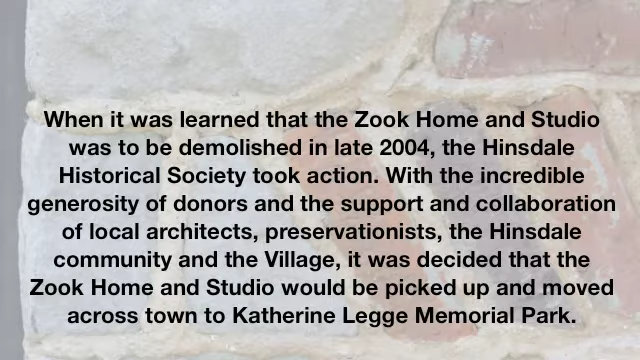 When it was learned that the Zook Home and Studio
was to be demolished in late 2004, the Hinsdale
Historical Society took action. With the incredible
generosity of donors and the support and collaboration
of local architects, preservationists, the Hinsdale
community and the Village, it was decided that the
Zook Home and Studio would be picked up and moved
across town to Katherine Legge Memorial Park.